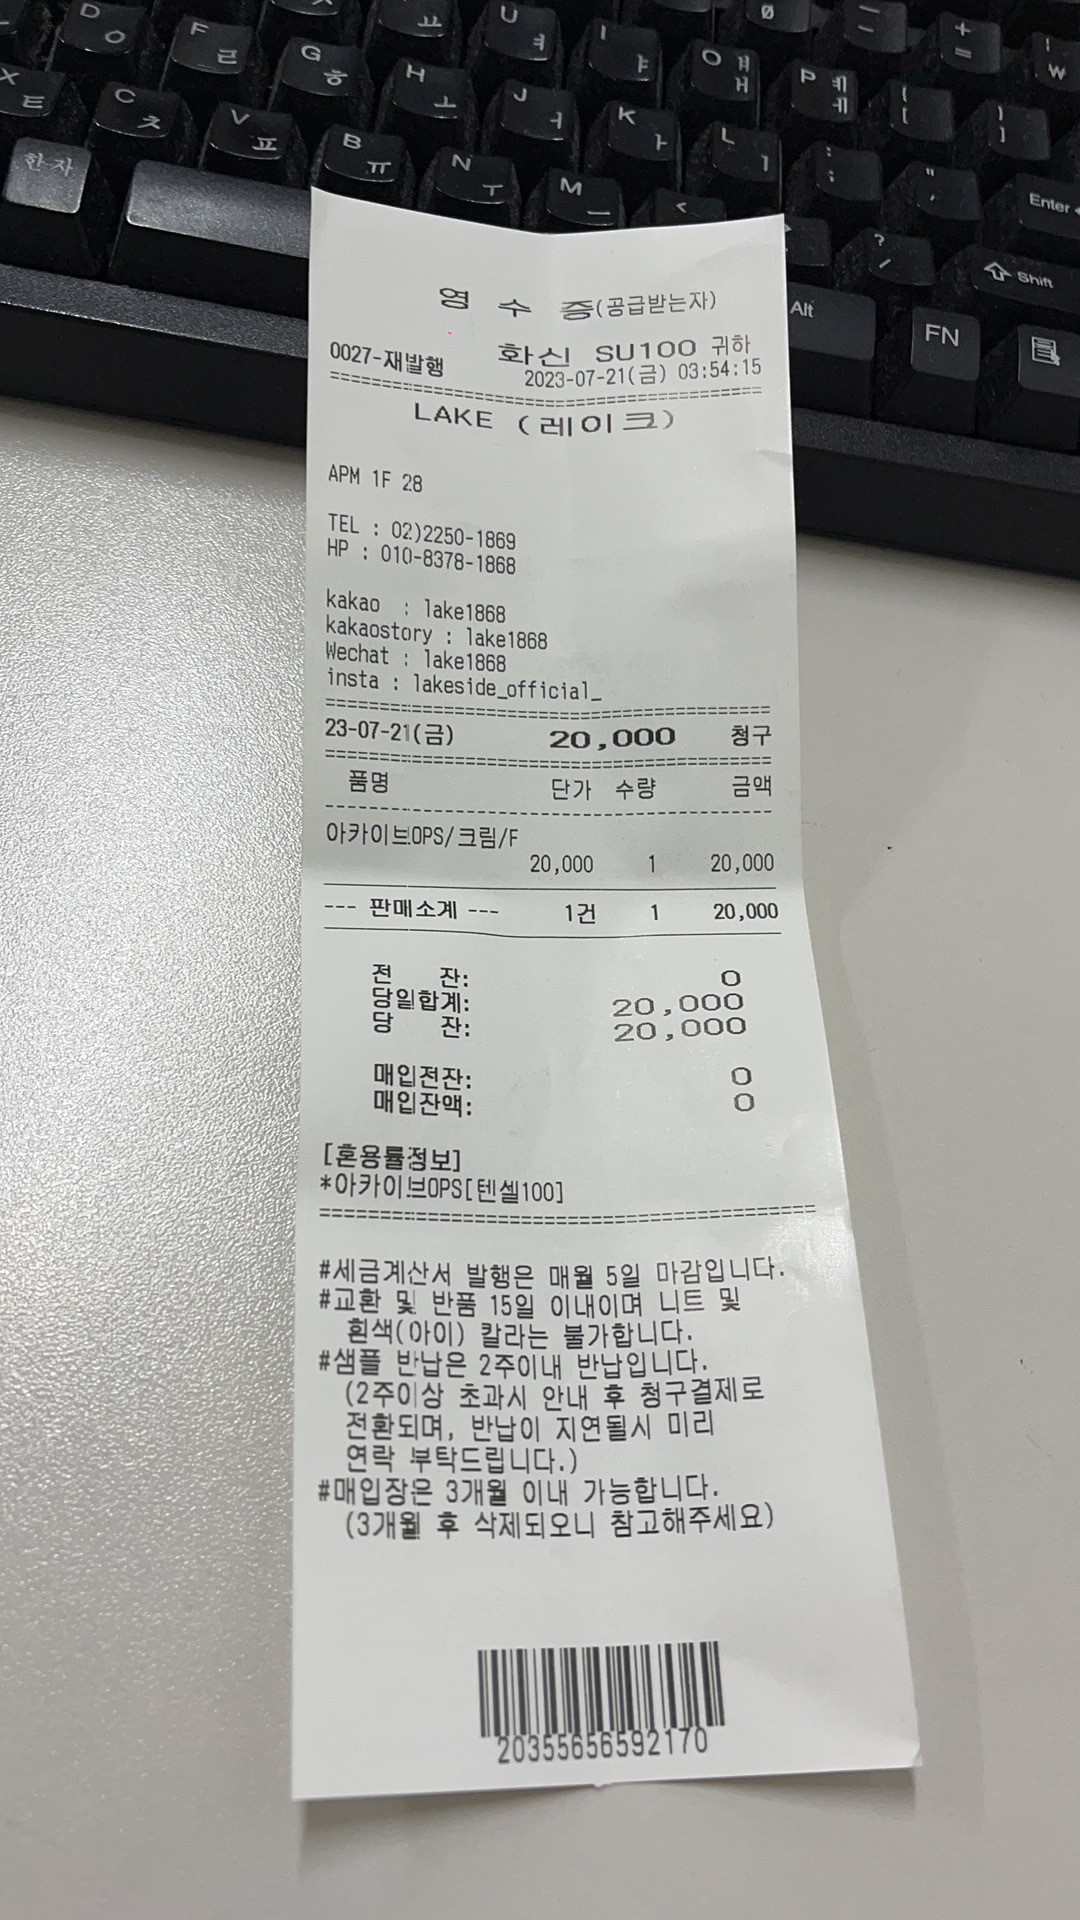 D ㅇ
F ㄹ
G ㅎ
H ㅗ
ㅛ
U ㅕ
I ㅑ
O ㅐ ㅒ
P ㅔ ㅖ
X ㅌ
C ㅊ
V ㅍ
B ㅠ
N ㅜ
M ㅡ
J ㅓ
K ㅏ
L ㅣ
한자
Enter
Shift
Alt
FN
영 수 증(공급받는자)
0027-재발행 화신 SU100 귀하
2023-07-21(금) 03:54:15
LAKE (레이크)
APM 1F 28
TEL : 02)2250-1869
HP : 010-8378-1868
kakao : lake1868
kakaostory : lake1868
Wechat : lake1868
insta : lakeside_official_
23-07-21(금) 20,000 청구
품명 단가 수량 금액
아카이브OPS/크림/F
20,000 1 20,000
--- 판매소계 --- 1건 1 20,000
전 잔: 0
당일합계: 20,000
당 잔: 20,000
매입전잔: 0
매입잔액: 0
[혼용률정보]
*아카이브OPS[텐셀100]
#세금계산서 발행은 매월 5일 마감입니다.
#교환 및 반품 15일 이내이며 니트 및
흰색(아이) 칼라는 불가합니다.
#샘플 반납은 2주이내 반납입니다.
(2주이상 초과시 안내 후 청구결제로
전환되며, 반납이 지연될시 미리
연락 부탁드립니다.)
#매입장은 3개월 이내 가능합니다.
(3개월 후 삭제되오니 참고해주세요)
20355656592170